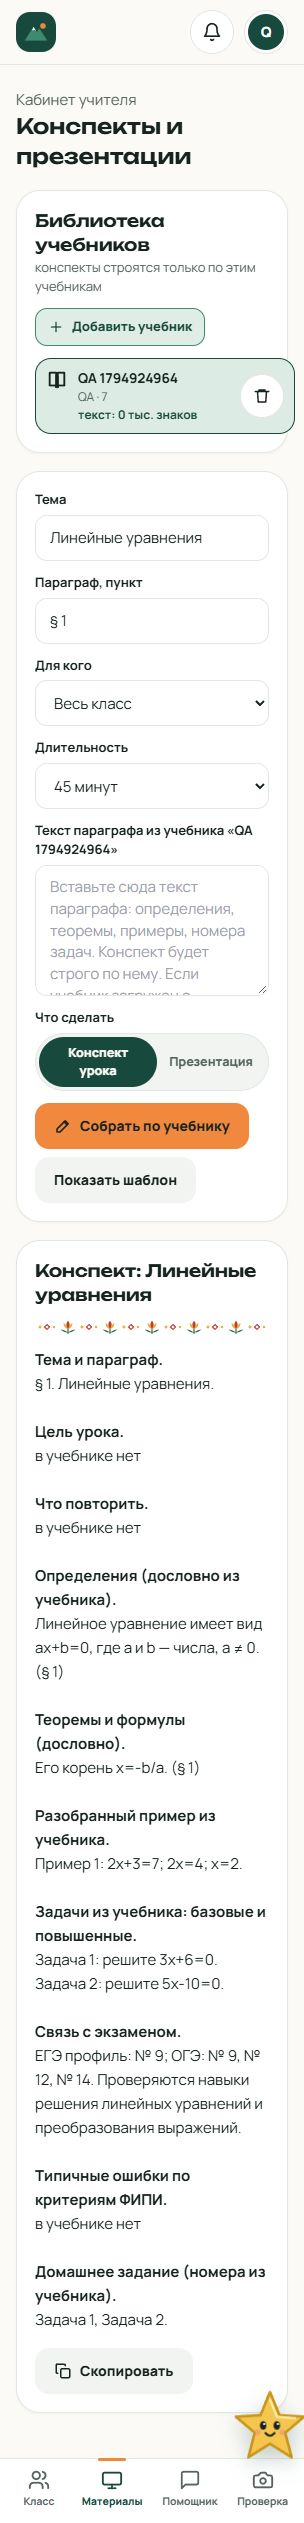 Q
Кабинет учителя
Конспекты и
презентации
Библиотека
учебников
конспекты строятся только по этим
учебникам
Добавить учебник
QA 1794924964
QA · 7
текст: 0 тыс. знаков
Тема
Линейные уравнения
Параграф, пункт
§ 1
Для кого
Весь класс
Длительность
45 минут
Текст параграфа из учебника «QA
1794924964»
Вставьте сюда текст
параграфа: определения,
теоремы, примеры, номера
задач. Конспект будет
строго по нему. Если
Что сделать
Конспект
урока
Презентация
Собрать по учебнику
Показать шаблон
Конспект: Линейные
уравнения
Тема и параграф.
§ 1. Линейные уравнения.
Цель урока.
в учебнике нет
Что повторить.
в учебнике нет
Определения (дословно из
учебника).
Линейное уравнение имеет вид
ax+b=0, где a и b — числа, a ≠ 0.
(§ 1)
Теоремы и формулы
(дословно).
Его корень x=-b/a. (§ 1)
Разобранный пример из
учебника.
Пример 1: 2x+3=7; 2x=4; x=2.
Задачи из учебника: базовые и
повышенные.
Задача 1: решите 3x+6=0.
Задача 2: решите 5x-10=0.
Связь с экзаменом.
ЕГЭ профиль: № 9; ОГЭ: № 9, №
12, № 14. Проверяются навыки
решения линейных уравнений и
преобразования выражений.
Типичные ошибки по
критериям ФИПИ.
в учебнике нет
Домашнее задание (номера из
учебника).
Задача 1, Задача 2.
Скопировать
Класс
Материалы
Помощник
Проверка